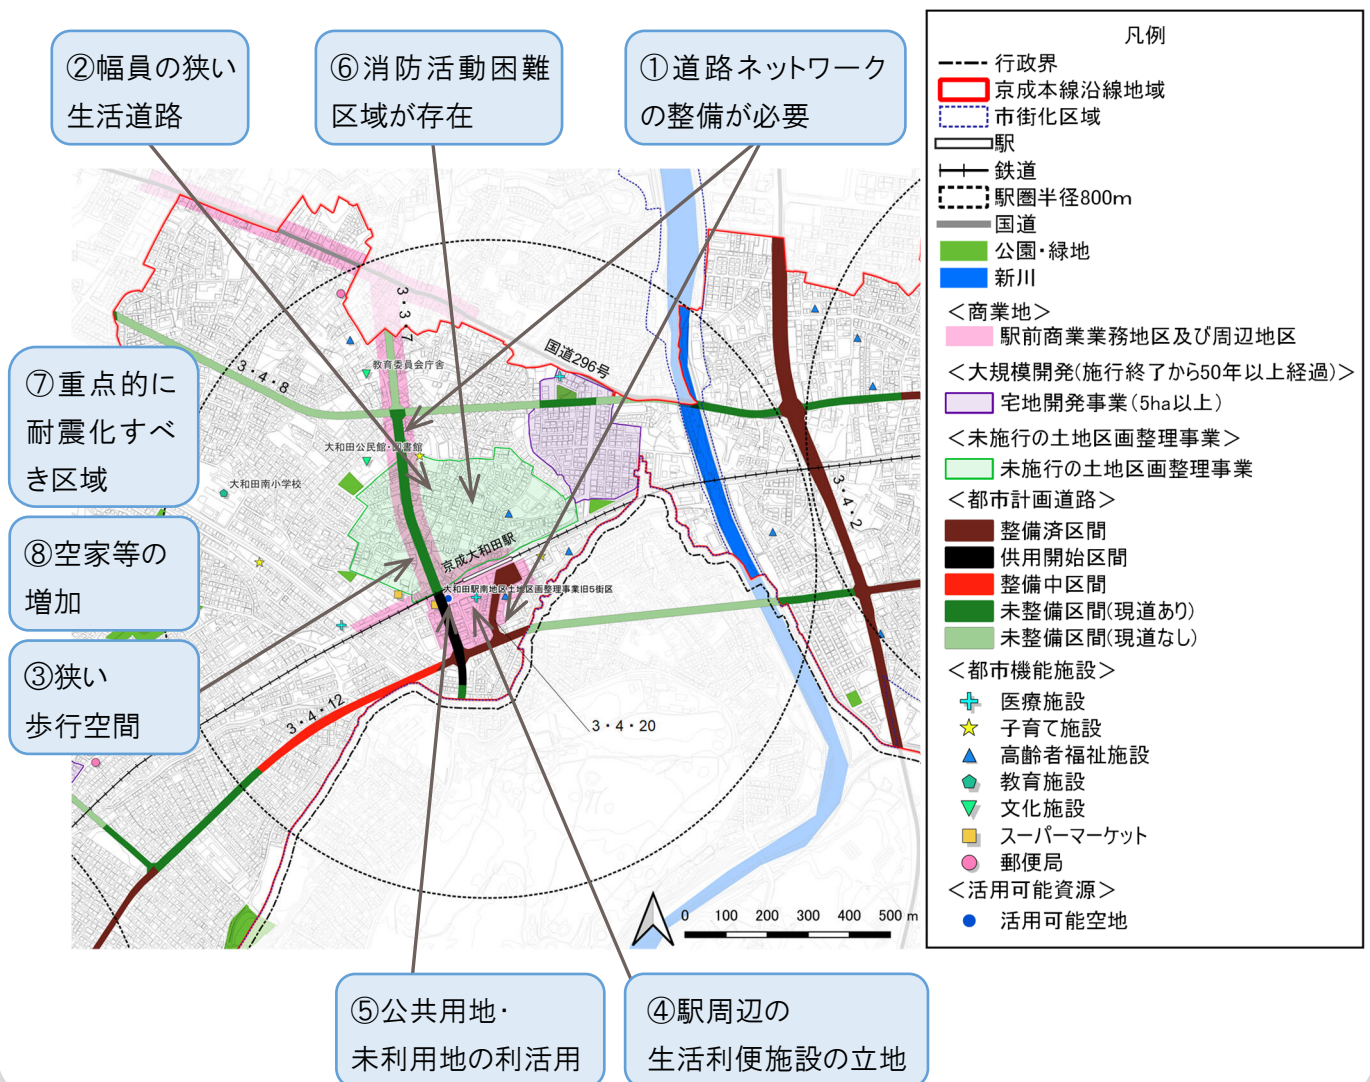 ②幅員の狭い
生活道路
⑥消防活動困難
区域が存在
①道路ネットワーク
の整備が必要
⑦重点的に
耐震化すべ
き区域
⑧空家等の
増加
③狭い
歩行空間
⑤公共用地・
未利用地の利活用
④駅周辺の
生活利便施設の立地
3・3・7
国道296号
教育委員会庁舎
3・4・8
大和田公民館・図書館
大和田南小学校
京成大和田駅
大和田駅南地区土地区画整理事業旧5街区
3・4・2
3・4・12
3・4・20
0 100 200 300 400 500 m
凡例
行政界
京成本線沿線地域
市街化区域
駅
鉄道
駅圏半径800m
国道
公園・緑地
新川
<商業地>
駅前商業業務地区及び周辺地区
<大規模開発(施行終了から50年以上経過)>
宅地開発事業(5ha以上)
<未施行の土地区画整理事業>
未施行の土地区画整理事業
<都市計画道路>
整備済区間
供用開始区間
整備中区間
未整備区間(現道あり)
未整備区間(現道なし)
<都市機能施設>
医療施設
子育て施設
高齢者福祉施設
教育施設
文化施設
スーパーマーケット
郵便局
<活用可能資源>
活用可能空地